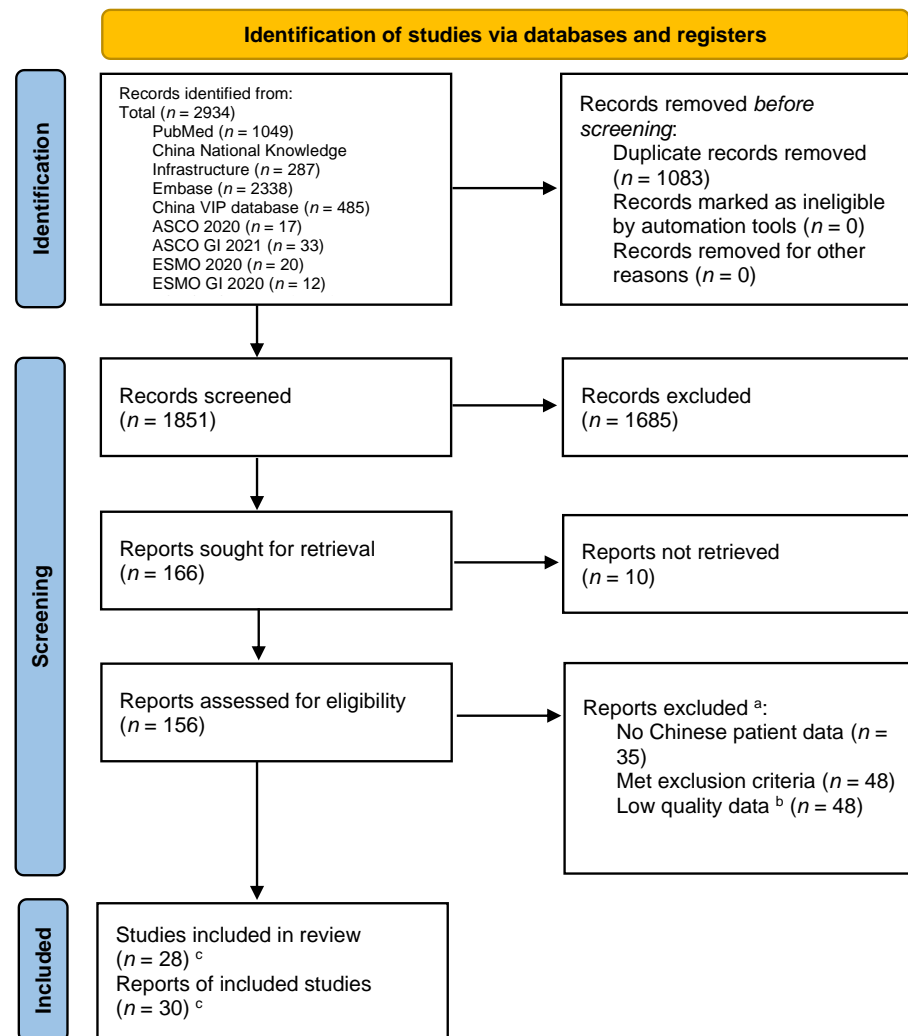 Identification of studies via databases and registers
Identification
Records identified from:
Total (n = 2934)
PubMed (n = 1049)
China National Knowledge
Infrastructure (n = 287)
Embase (n = 2338)
China VIP database (n = 485)
ASCO 2020 (n = 17)
ASCO GI 2021 (n = 33)
ESMO 2020 (n = 20)
ESMO GI 2020 (n = 12)
Records removed before
screening:
Duplicate records removed
(n = 1083)
Records marked as ineligible
by automation tools (n = 0)
Records removed for other
reasons (n = 0)
Screening
Records screened
(n = 1851)
Records excluded
(n = 1685)
Reports sought for retrieval
(n = 166)
Reports not retrieved
(n = 10)
Reports assessed for eligibility
(n = 156)
Reports excluded a:
No Chinese patient data (n =
35)
Met exclusion criteria (n = 48)
Low quality data b (n = 48)
Included
Studies included in review
(n = 28) c
Reports of included studies
(n = 30) c